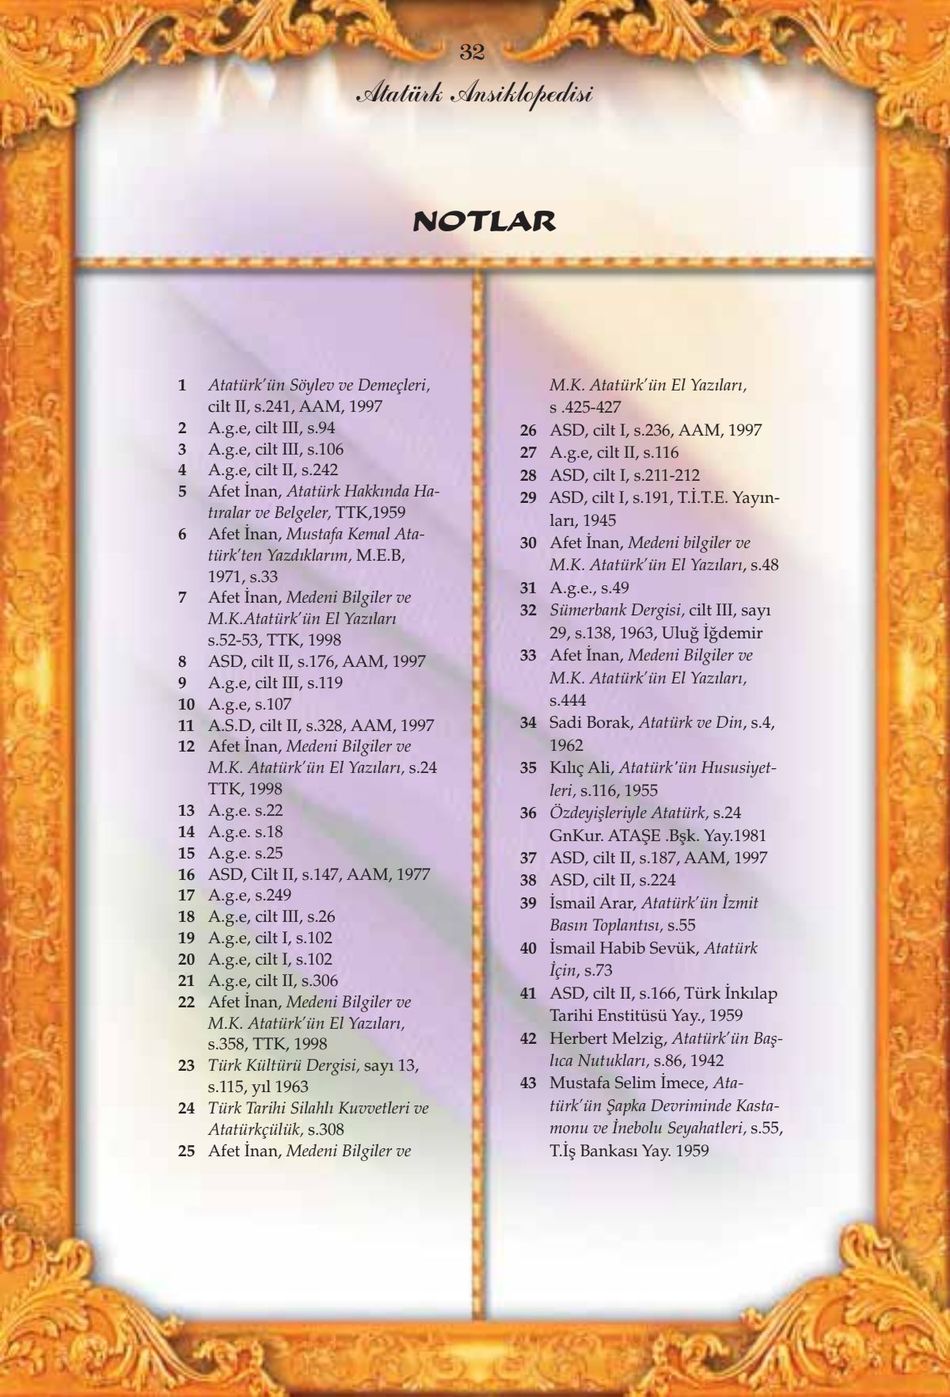 32
Atatürk Ansiklopedisi
NOTLAR
1 Atatürk'ün Söylev ve Demeçleri,
cilt II, s.241, AAM, 1997
2 A.g.e, cilt III, s.94
3 A.g.e, cilt III, s.106
4 A.g.e, cilt II, s.242
5 Afet İnan, Atatürk Hakkında Ha-
tıralar ve Belgeler, TTK,1959
6 Afet İnan, Mustafa Kemal Ata-
türk'ten Yazdıklarım, M.E.B,
1971, s.33
7 Afet İnan, Medeni Bilgiler ve
M.K.Atatürk'ün El Yazıları
s.52-53, TTK, 1998
8 ASD, cilt II, s.176, AAM, 1997
9 A.g.e, cilt III, s.119
10 A.g.e, s.107
11 A.S.D, cilt II, s.328, AAM, 1997
12 Afet İnan, Medeni Bilgiler ve
M.K. Atatürk'ün El Yazıları, s.24
TTK, 1998
13 A.g.e. s.22
14 A.g.e. s.18
15 A.g.e. s.25
16 ASD, Cilt II, s.147, AAM, 1977
17 A.g.e, s.249
18 A.g.e, cilt III, s.26
19 A.g.e, cilt I, s.102
20 A.g.e, cilt I, s.102
21 A.g.e, cilt II, s.306
22 Afet İnan, Medeni Bilgiler ve
M.K. Atatürk'ün El Yazıları,
s.358, TTK, 1998
23 Türk Kültürü Dergisi, sayı 13,
s.115, yıl 1963
24 Türk Tarihi Silahlı Kuvvetleri ve
Atatürkçülük, s.308
25 Afet İnan, Medeni Bilgiler ve
M.K. Atatürk'ün El Yazıları,
s .425-427
26 ASD, cilt I, s.236, AAM, 1997
27 A.g.e, cilt II, s.116
28 ASD, cilt I, s.211-212
29 ASD, cilt I, s.191, T.İ.T.E. Yayın-
ları, 1945
30 Afet İnan, Medeni bilgiler ve
M.K. Atatürk'ün El Yazıları, s.48
31 A.g.e., s.49
32 Sümerbank Dergisi, cilt III, sayı
29, s.138, 1963, Uluğ İğdemir
33 Afet İnan, Medeni Bilgiler ve
M.K. Atatürk'ün El Yazıları,
s.444
34 Sadi Borak, Atatürk ve Din, s.4,
1962
35 Kılıç Ali, Atatürk'ün Hususiyet-
leri, s.116, 1955
36 Özdeyişleriyle Atatürk, s.24
GnKur. ATAŞE .Bşk. Yay.1981
37 ASD, cilt II, s.187, AAM, 1997
38 ASD, cilt II, s.224
39 İsmail Arar, Atatürk'ün İzmit
Basın Toplantısı, s.55
40 İsmail Habib Sevük, Atatürk
İçin, s.73
41 ASD, cilt II, s.166, Türk İnkılap
Tarihi Enstitüsü Yay., 1959
42 Herbert Melzig, Atatürk'ün Baş-
lıca Nutukları, s.86, 1942
43 Mustafa Selim İmece, Ata-
türk'ün Şapka Devriminde Kasta-
monu ve İnebolu Seyahatleri, s.55,
T.İş Bankası Yay. 1959